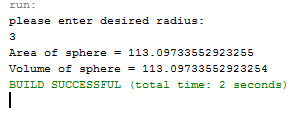 run:
please enter desired radius:
3
Area of sphere = 113.09733552923255
Volume of sphere = 113.09733552923254
BUILD SUCCESSFUL (total time: 2 seconds)